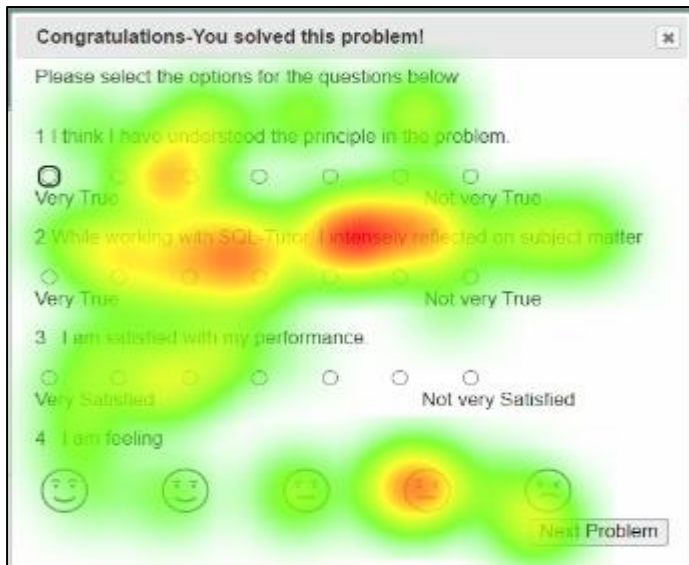 Congratulations-You solved this problem!
Please select the options for the questions below
1 I think I have understood the principle in the problem.
Very True Not very True
2 While working with SQL-Tutor, I intensely reflected on subject matter
Very True Not very True
3 I am satisfied with my performance.
Very Satisfied Not very Satisfied
4 I am feeling
Next Problem